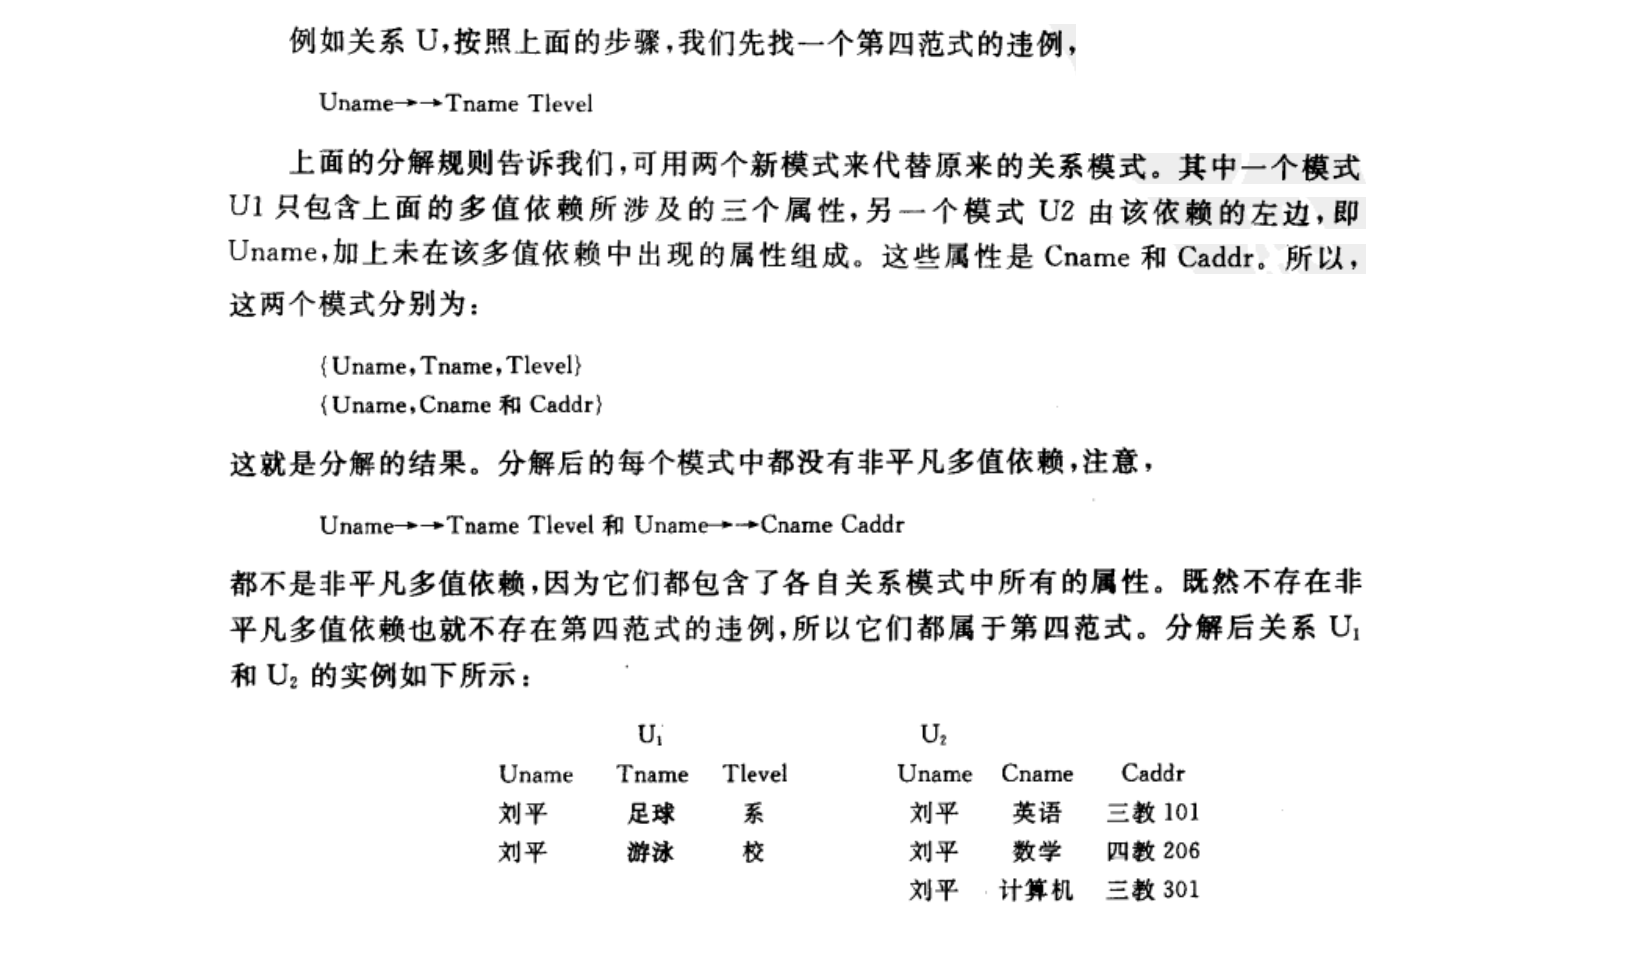 例如关系 U,按照上面的步骤,我们先找一个第四范式的违例,
Uname→→Tname Tlevel
上面的分解规则告诉我们,可用两个新模式来代替原来的关系模式。其中一个模式
U1 只包含上面的多值依赖所涉及的三个属性,另一个模式 U2 由该依赖的左边,即
Uname,加上未在该多值依赖中出现的属性组成。这些属性是 Cname 和 Caddr。所以,
这两个模式分别为:
{Uname,Tname,Tlevel}
{Uname,Cname 和 Caddr}
这就是分解的结果。分解后的每个模式中都没有非平凡多值依赖,注意,
Uname→→Tname Tlevel 和 Uname→→Cname Caddr
都不是非平凡多值依赖,因为它们都包含了各自关系模式中所有的属性。既然不存在非
平凡多值依赖也就不存在第四范式的违例,所以它们都属于第四范式。分解后关系 U₁
和 U₂ 的实例如下所示:
U₁ U₂
Uname Tname Tlevel Uname Cname Caddr
刘平 足球 系 刘平 英语 三教 101
刘平 游泳 校 刘平 数学 四教 206
刘平 计算机 三教 301